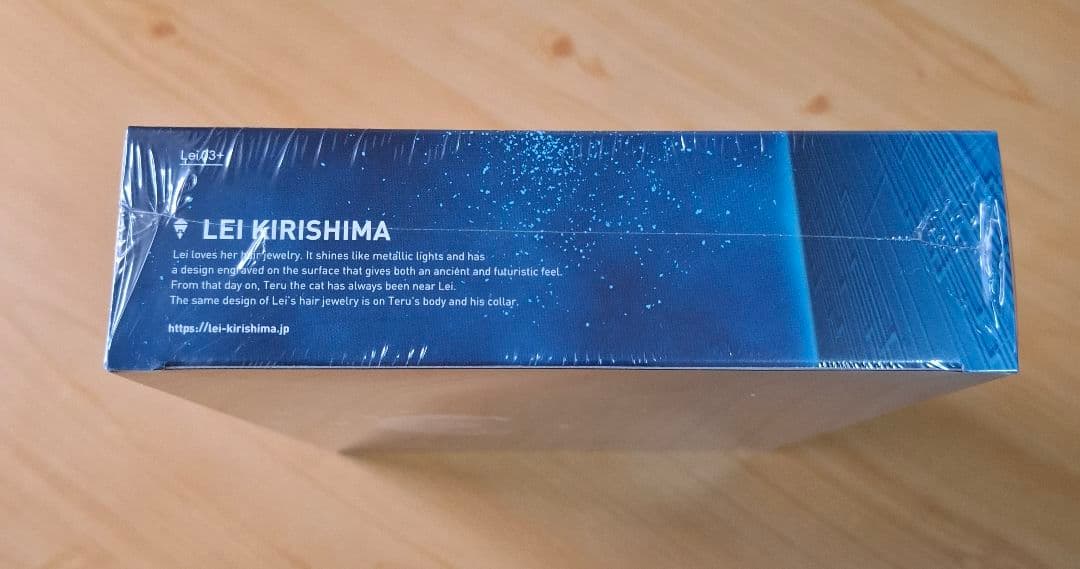 Lei03+
LEI KIRISHIMA
Lei loves her hair jewelry. It shines like metallic lights and has
a design engraved on the surface that gives both an ancient and futuristic feel.
From that day on, Teru the cat has always been near Lei.
The same design of Lei's hair jewelry is on Teru's body and his collar.
https://lei-kirishima.jp